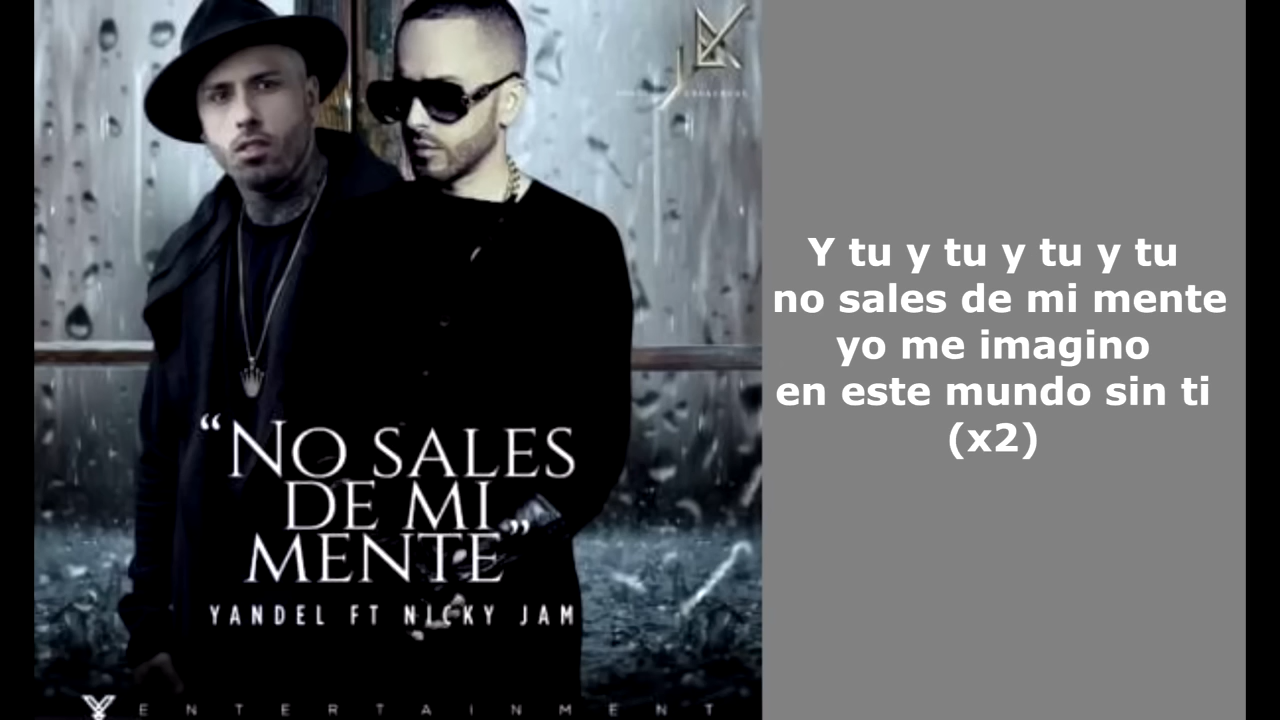 “NO SALES
DE MI
MENTE”
YANDEL FT NICKY JAM
ENTERTAINMENT
Y tu y tu y tu y tu
no sales de mi mente
yo me imagino
en este mundo sin ti
(x2)